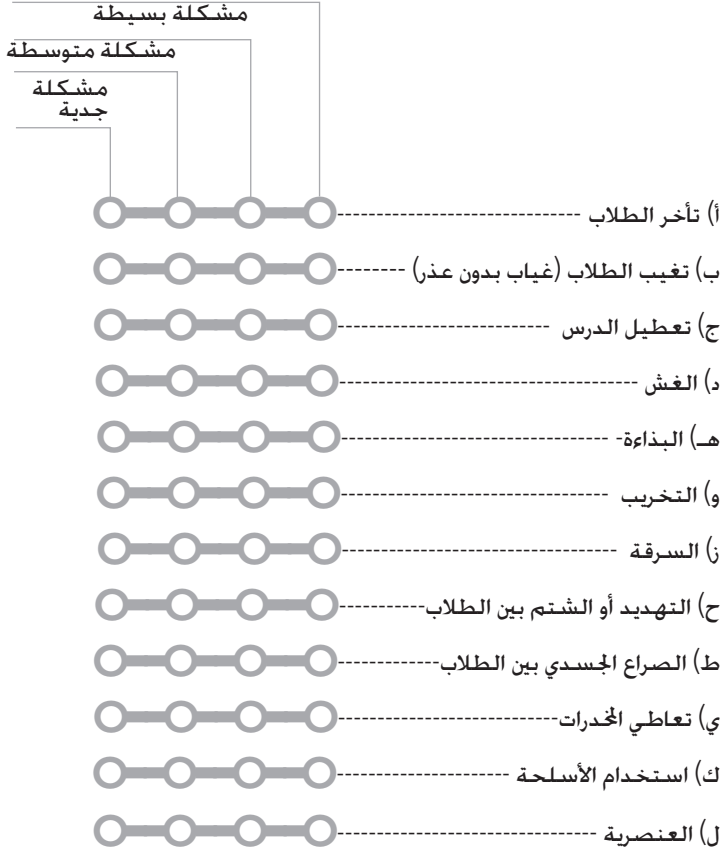 مشكلة بسيطة
مشكلة متوسطة
مشكلة
جدية
أ) تأخر الطلاب ----------------------------
ب) تغيب الطلاب (غياب بدون عذر) --------
ج) تعطيل الدرس --------------------------
د) الغش ----------------------------------
هـ) البذاءة- -------------------------------
و) التخريب -------------------------------
ز) السرقة --------------------------------
ح) التهديد أو الشتم بين الطلاب----------
ط) الصراع الجسدي بين الطلاب------------
ي) تعاطي المخدرات------------------------
ك) استخدام الأسلحة --------------------
ل) العنصرية -----------------------------